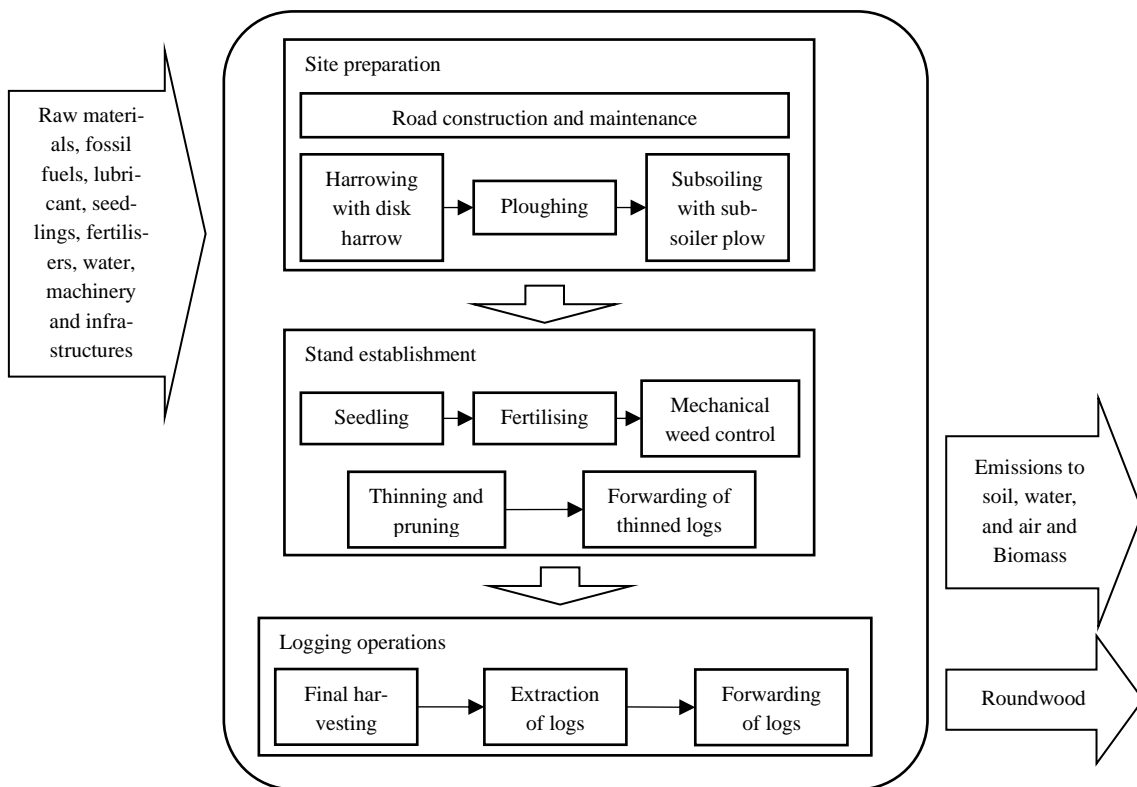 Raw materi-
als, fossil
fuels, lubri-
cant, seed-
lings, fertilis-
ers, water,
machinery
and infra-
structures
Site preparation
Road construction and maintenance
Harrowing
with disk
harrow
Ploughing
Subsoiling
with sub-
soiler plow
Stand establishment
Seedling
Fertilising
Mechanical
weed control
Thinning and
pruning
Forwarding of
thinned logs
Logging operations
Final har-
vesting
Extraction
of logs
Forwarding
of logs
Emissions to
soil, water,
and air and
Biomass
Roundwood